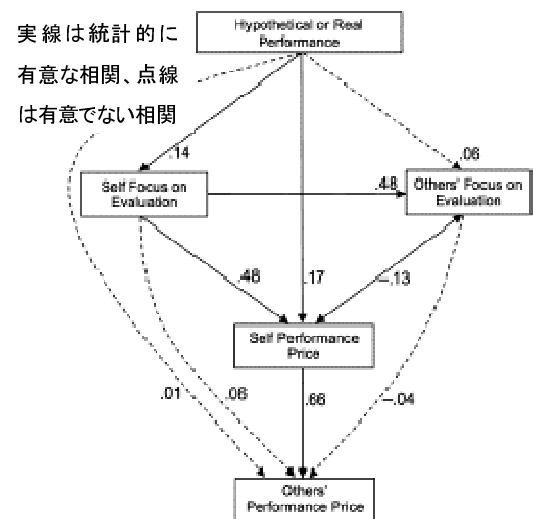 実線は統計的に
有意な相関、点線
は有意でない相関
Hypothetical or Real
Performance
.14
.06
Self Focus on
Evaluation
.48
Others' Focus on
Evaluation
.48
.17
-.13
Self Performance
Price
.01
.06
.66
-.04
Others'
Performance Price